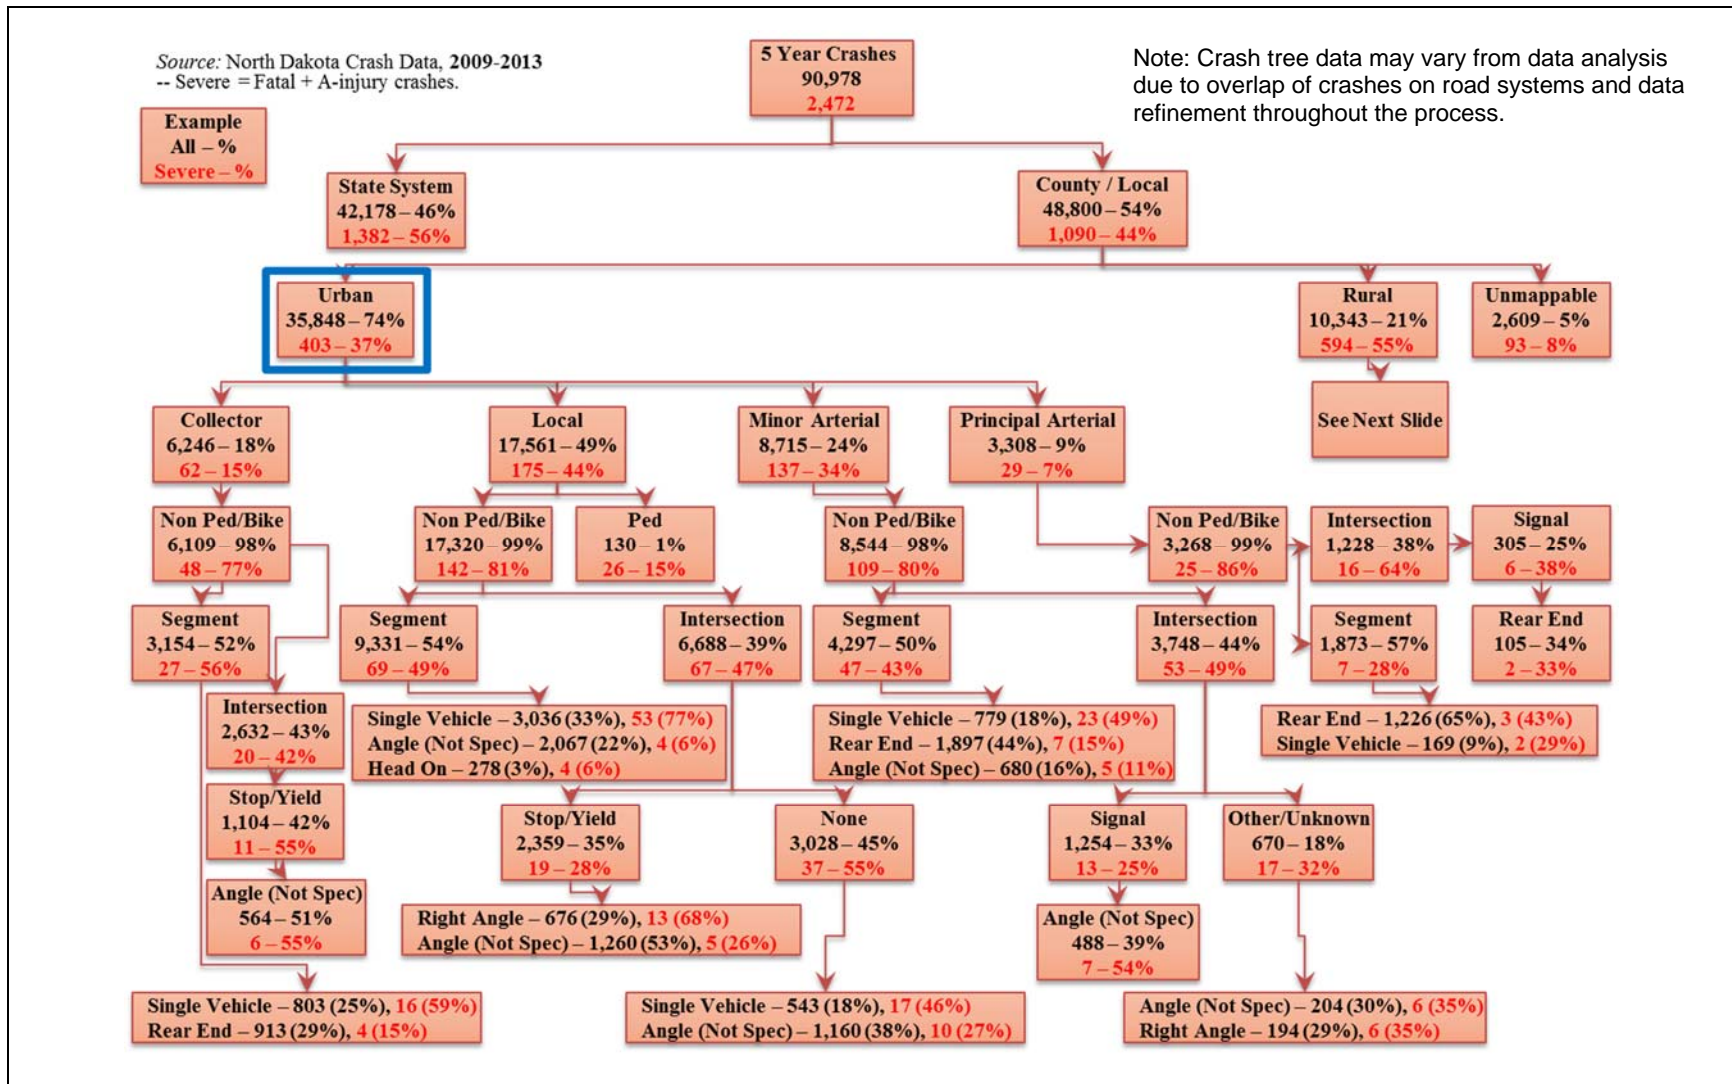 Source: North Dakota Crash Data, 2009-2013
-- Severe = Fatal + A-injury crashes.
5 Year Crashes
90,978
2,472
Note: Crash tree data may vary from data analysis
due to overlap of crashes on road systems and data
refinement throughout the process.
Example
All – %
Severe – %
State System
42,178 – 46%
1,382 – 56%
County / Local
48,800 – 54%
1,090 – 44%
Urban
35,848 – 74%
403 – 37%
Rural
10,343 – 21%
594 – 55%
Unmappable
2,609 – 5%
93 – 8%
Collector
6,246 – 18%
62 – 15%
Local
17,561 – 49%
175 – 44%
Minor Arterial
8,715 – 24%
137 – 34%
Principal Arterial
3,308 – 9%
29 – 7%
See Next Slide
Non Ped/Bike
6,109 – 98%
48 – 77%
Non Ped/Bike
17,320 – 99%
142 – 81%
Ped
130 – 1%
26 – 15%
Non Ped/Bike
8,544 – 98%
109 – 80%
Non Ped/Bike
3,268 – 99%
25 – 86%
Intersection
1,228 – 38%
16 – 64%
Signal
305 – 25%
6 – 38%
Segment
3,154 – 52%
27 – 56%
Segment
9,331 – 54%
69 – 49%
Intersection
6,688 – 39%
67 – 47%
Segment
4,297 – 50%
47 – 43%
Intersection
3,748 – 44%
53 – 49%
Segment
1,873 – 57%
7 – 28%
Rear End
105 – 34%
2 – 33%
Intersection
2,632 – 43%
20 – 42%
Single Vehicle – 3,036 (33%), 53 (77%)
Angle (Not Spec) – 2,067 (22%), 4 (6%)
Head On – 278 (3%), 4 (6%)
Single Vehicle – 779 (18%), 23 (49%)
Rear End – 1,897 (44%), 7 (15%)
Angle (Not Spec) – 680 (16%), 5 (11%)
Rear End – 1,226 (65%), 3 (43%)
Single Vehicle – 169 (9%), 2 (29%)
Stop/Yield
1,104 – 42%
11 – 55%
Stop/Yield
2,359 – 35%
19 – 28%
None
3,028 – 45%
37 – 55%
Signal
1,254 – 33%
13 – 25%
Other/Unknown
670 – 18%
17 – 32%
Angle (Not Spec)
564 – 51%
6 – 55%
Right Angle – 676 (29%), 13 (68%)
Angle (Not Spec) – 1,260 (53%), 5 (26%)
Angle (Not Spec)
488 – 39%
7 – 54%
Single Vehicle – 803 (25%), 16 (59%)
Rear End – 913 (29%), 4 (15%)
Single Vehicle – 543 (18%), 17 (46%)
Angle (Not Spec) – 1,160 (38%), 10 (27%)
Angle (Not Spec) – 204 (30%), 6 (35%)
Right Angle – 194 (29%), 6 (35%)